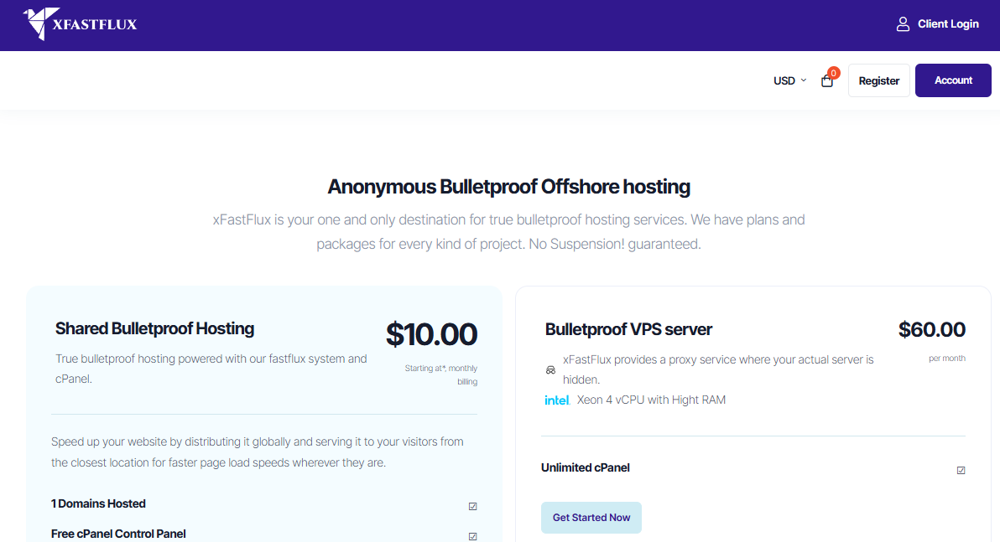 XFASTFLUX
Client Login
USD
0
Register
Account
Anonymous Bulletproof Offshore hosting
xFastFlux is your one and only destination for true bulletproof hosting services. We have plans and
packages for every kind of project. No Suspension! guaranteed.
Shared Bulletproof Hosting
$10.00
True bulletproof hosting powered with our fastflux system and
cPanel.
Starting at*, monthly
billing
Speed up your website by distributing it globally and serving it to your visitors from
the closest location for faster page load speeds wherever they are.
1 Domains Hosted
Free cPanel Control Panel
Bulletproof VPS server
$60.00
per month
xFastFlux provides a proxy service where your actual server is
hidden.
intel. Xeon 4 vCPU with Hight RAM
Unlimited cPanel
Get Started Now